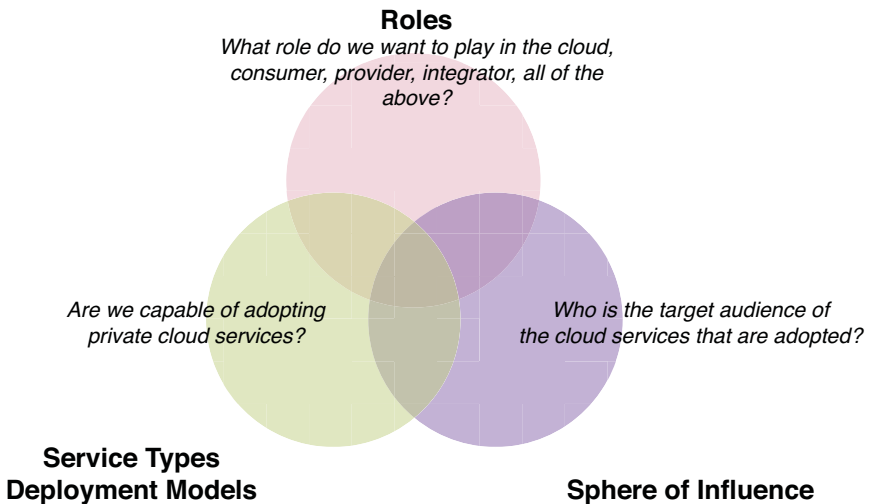 Roles
What role do we want to play in the cloud,
consumer, provider, integrator, all of the
above?
Are we capable of adopting
private cloud services?
Who is the target audience of
the cloud services that are adopted?
Service Types
Deployment Models
Sphere of Influence